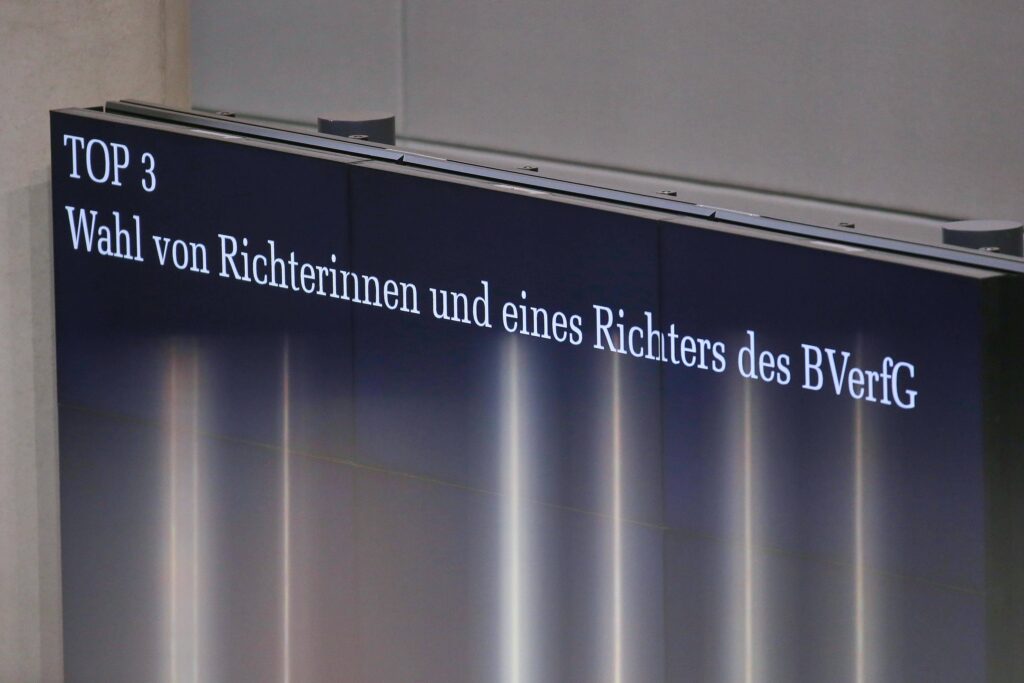 TOP 3
Wahl von Richterinnen und eines Richters des BVerfG